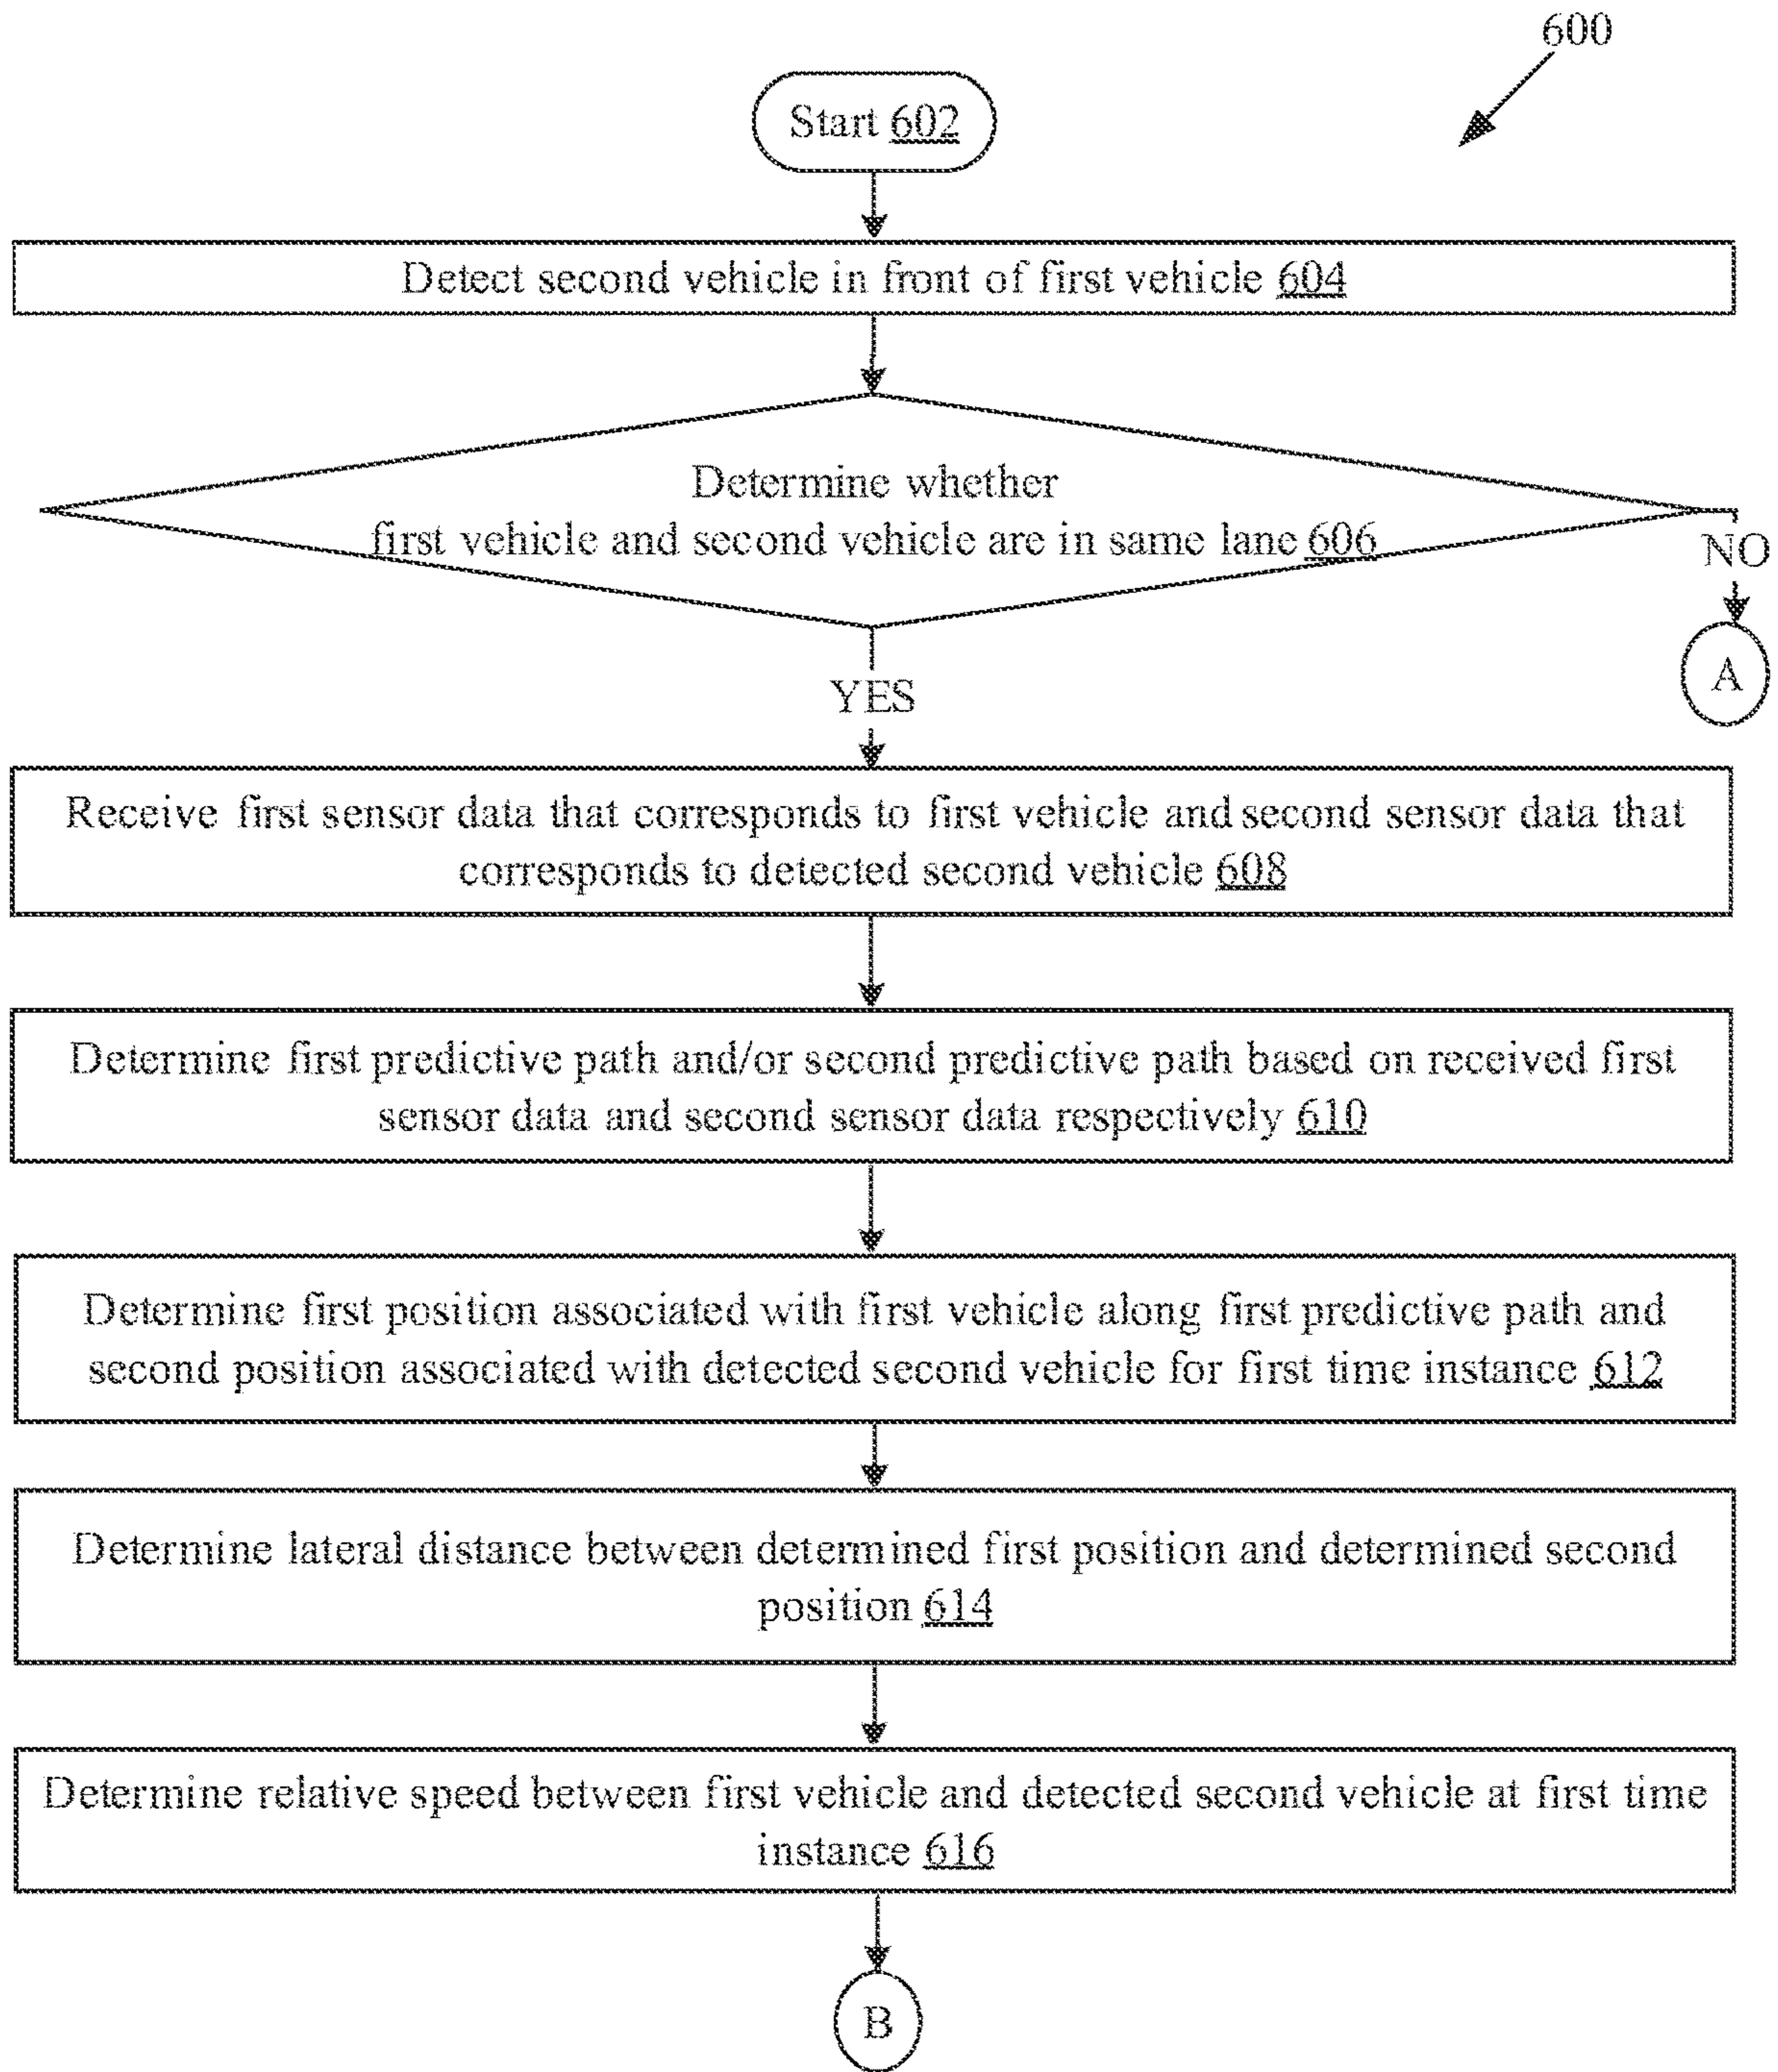 600
Start 602
Detect second vehicle in front of first vehicle 604
Determine whether
first vehicle and second vehicle are in same lane 606
NO
A
YES
Receive first sensor data that corresponds to first vehicle and second sensor data that
corresponds to detected second vehicle 608
Determine first predictive path and/or second predictive path based on received first
sensor data and second sensor data respectively 610
Determine first position associated with first vehicle along first predictive path and
second position associated with detected second vehicle for first time instance 612
Determine lateral distance between determined first position and determined second
position 614
Determine relative speed between first vehicle and detected second vehicle at first time
instance 616
B